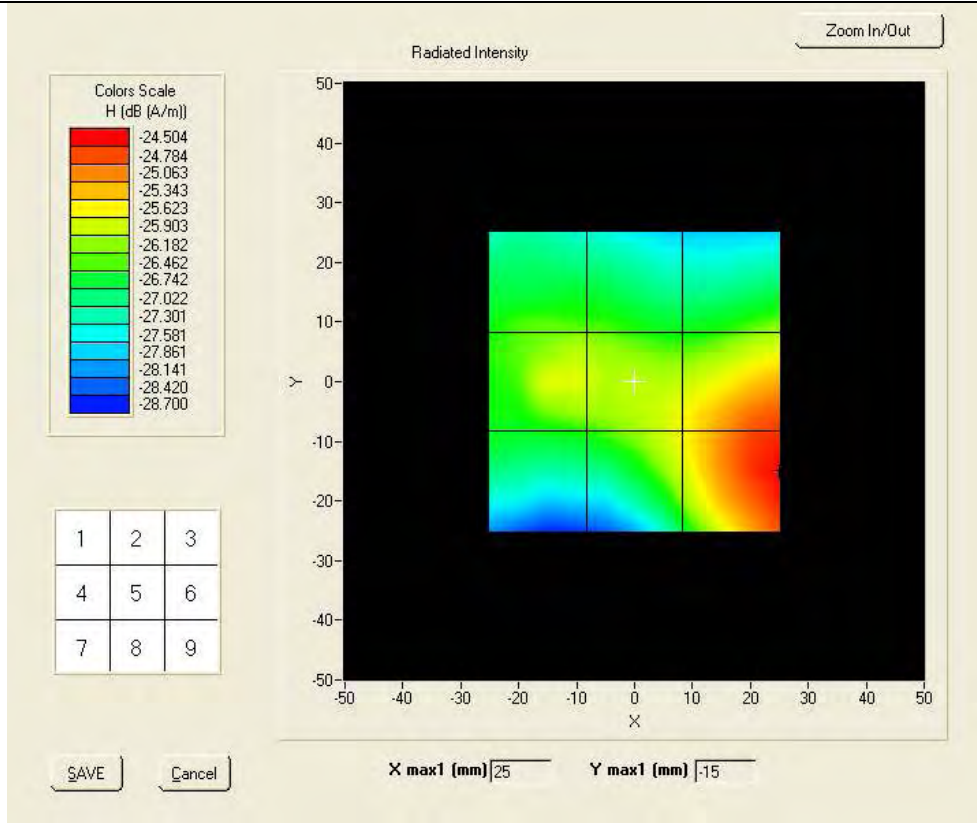 Zoom In/Out
Radiated Intensity
Colors Scale
H (dB (A/m))
-24.504
-24.784
-25.063
-25.343
-25.623
-25.903
-26.182
-26.462
-26.742
-27.022
-27.301
-27.581
-27.861
-28.141
-28.420
-28.700
50
40
30
20
10
0
-10
-20
-30
-40
-50
Y
-50 -40 -30 -20 -10 0 10 20 30 40 50
X
1 2 3
4 5 6
7 8 9
SAVE Cancel
X max1 (mm) 25 Y max1 (mm) -15